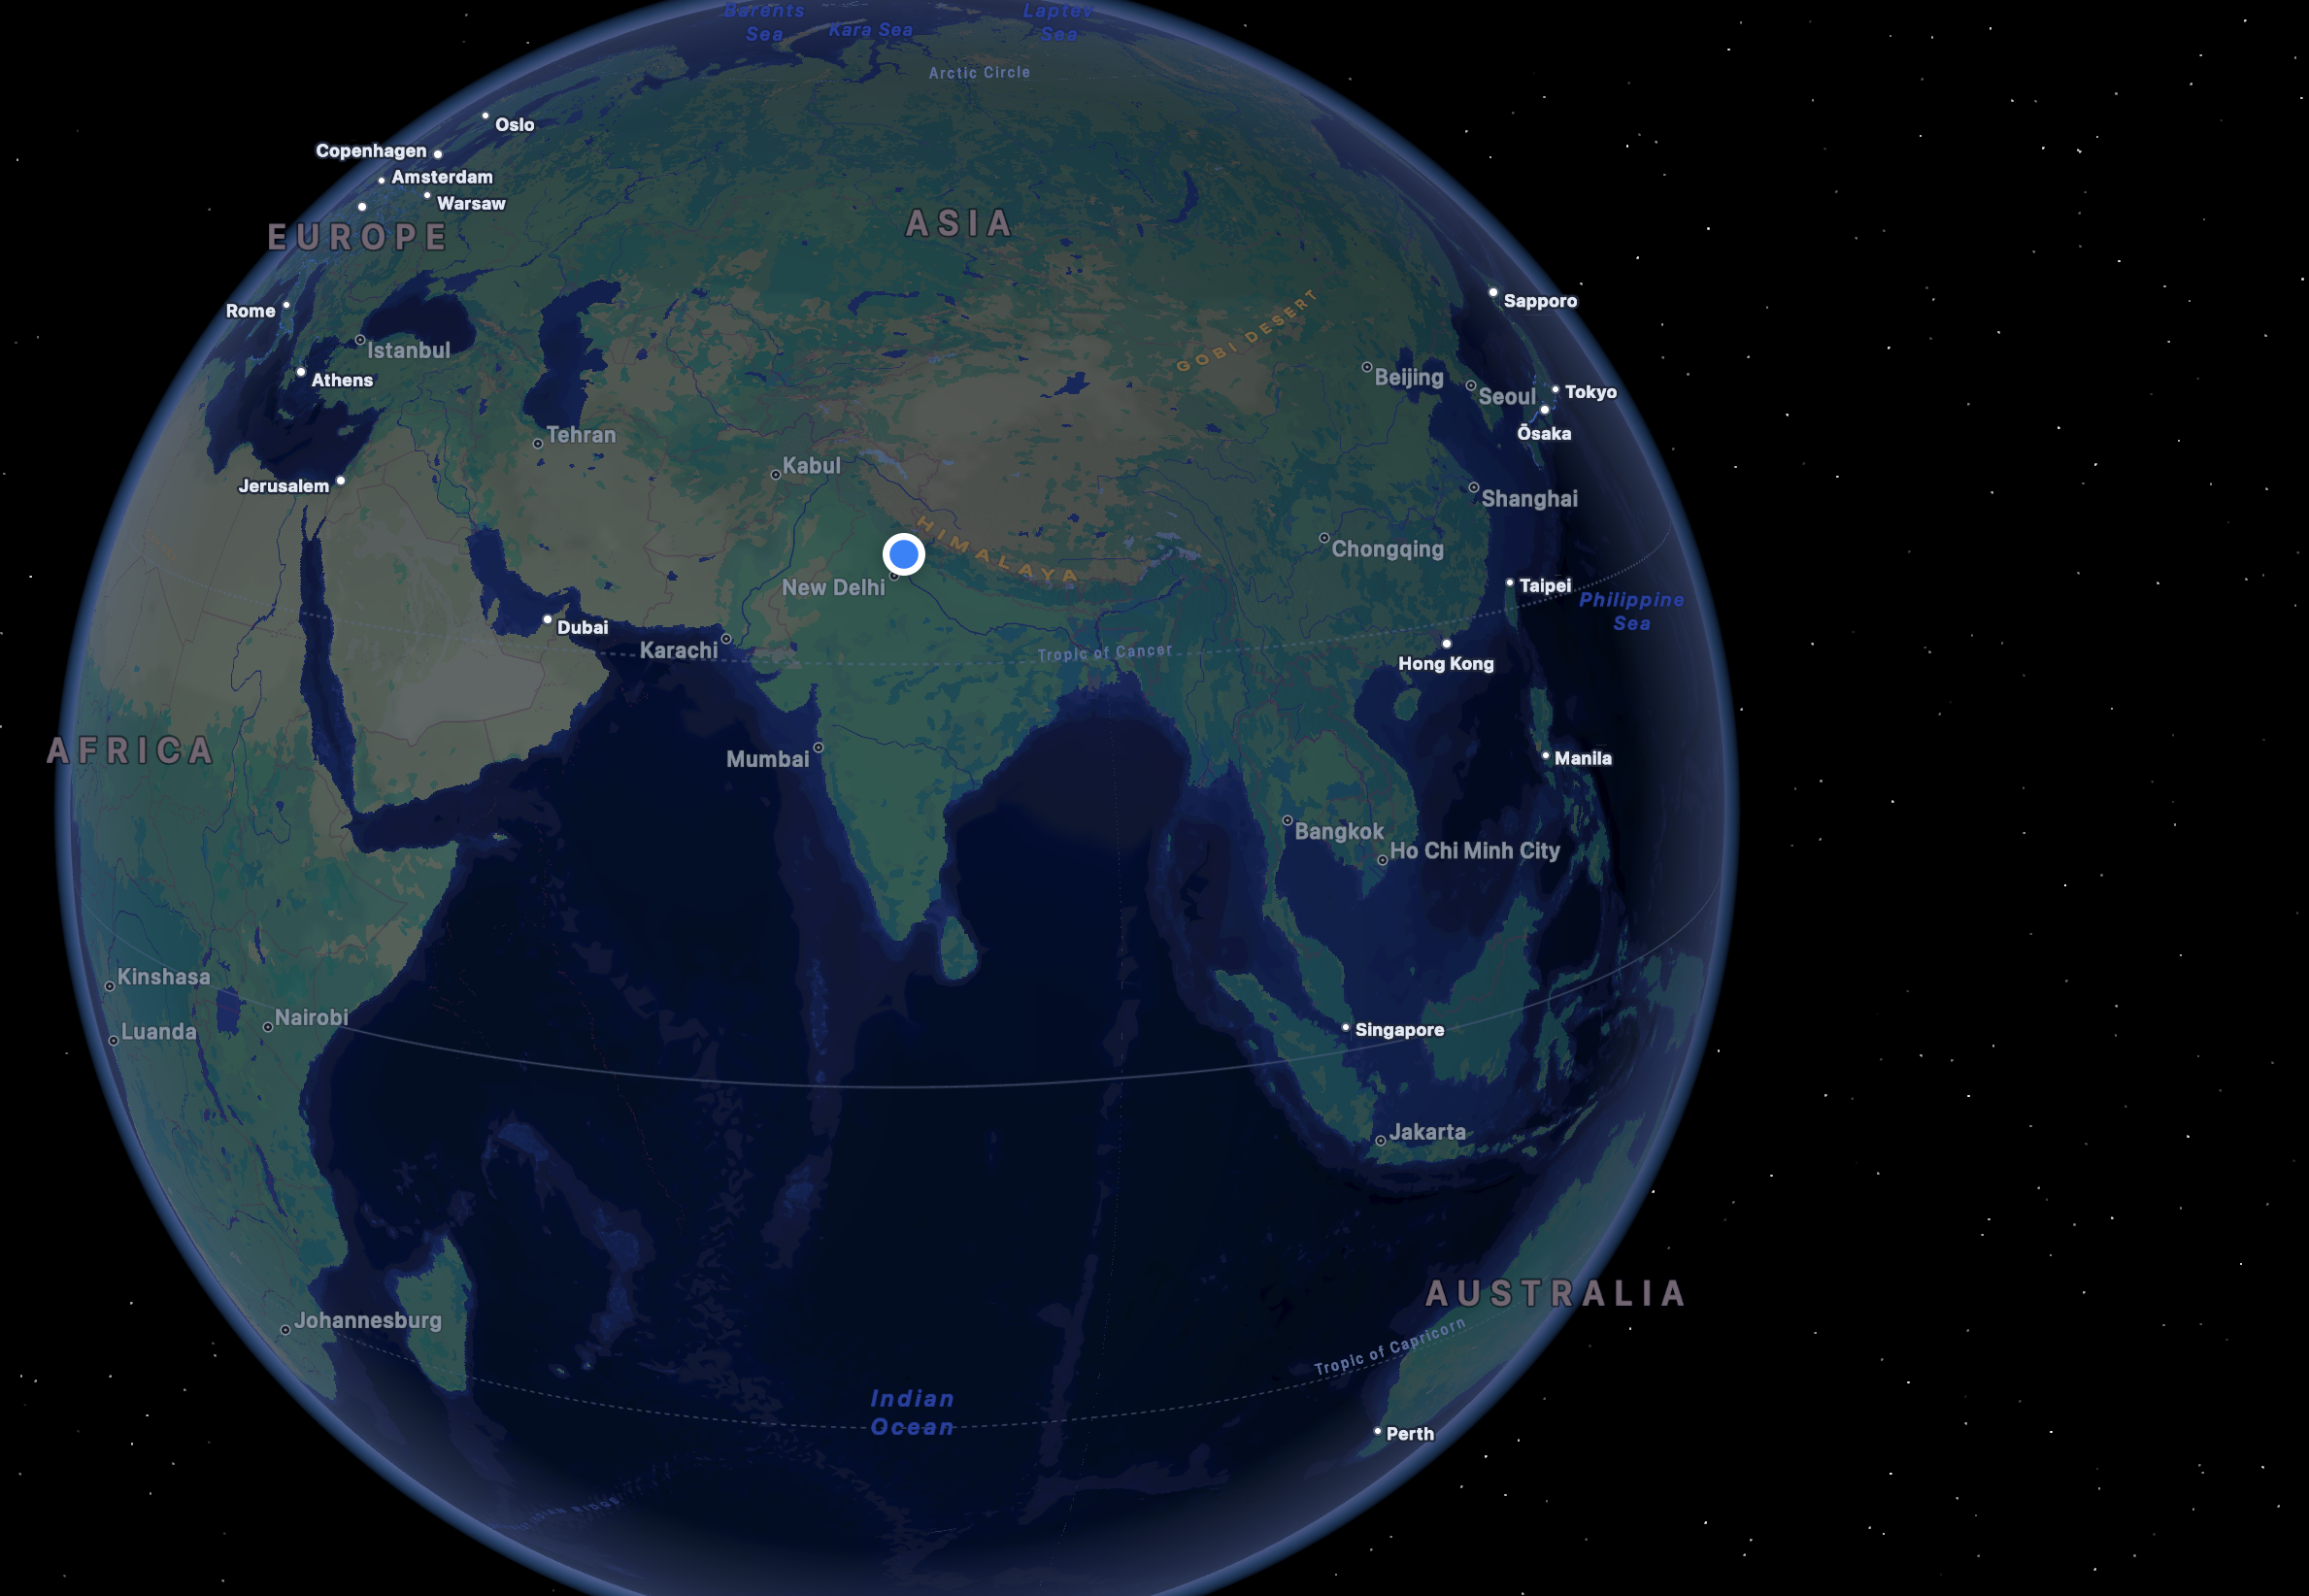 Barents
Sea
Kara Sea
Laptev
Sea
Arctic Circle
Oslo
Copenhagen
Amsterdam
Warsaw
EUROPE
ASIA
Rome
Istanbul
Athens
GOBI DESERT
Sapporo
Beijing
Seoul
Tokyo
Ōsaka
Tehran
Kabul
Jerusalem
Shanghai
HIMALAYA
Chongqing
New Delhi
Taipei
Philippine
Sea
Dubai
Karachi
Tropic of Cancer
Hong Kong
AFRICA
Mumbai
Manila
Bangkok
Ho Chi Minh City
Kinshasa
Nairobi
Luanda
Singapore
Jakarta
AUSTRALIA
Johannesburg
Tropic of Capricorn
Indian
Ocean
Perth